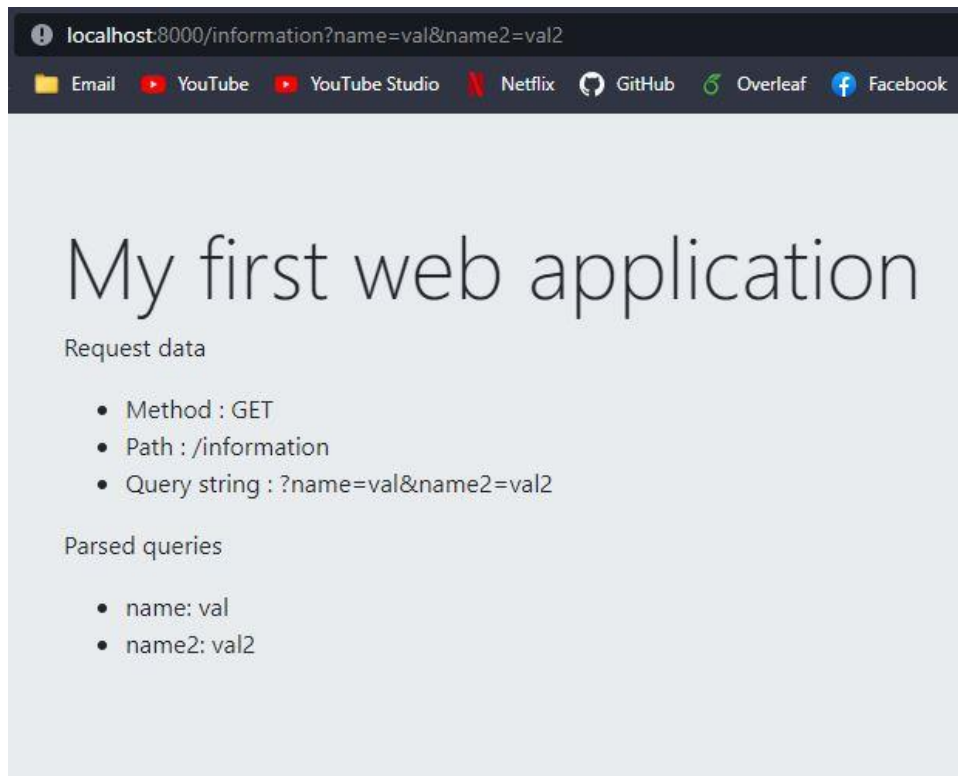 localhost:8000/information?name=val&name2=val2
Email YouTube YouTube Studio Netflix GitHub Overleaf Facebook
My first web application
Request data
• Method : GET
• Path : /information
• Query string : ?name=val&name2=val2
Parsed queries
• name: val
• name2: val2